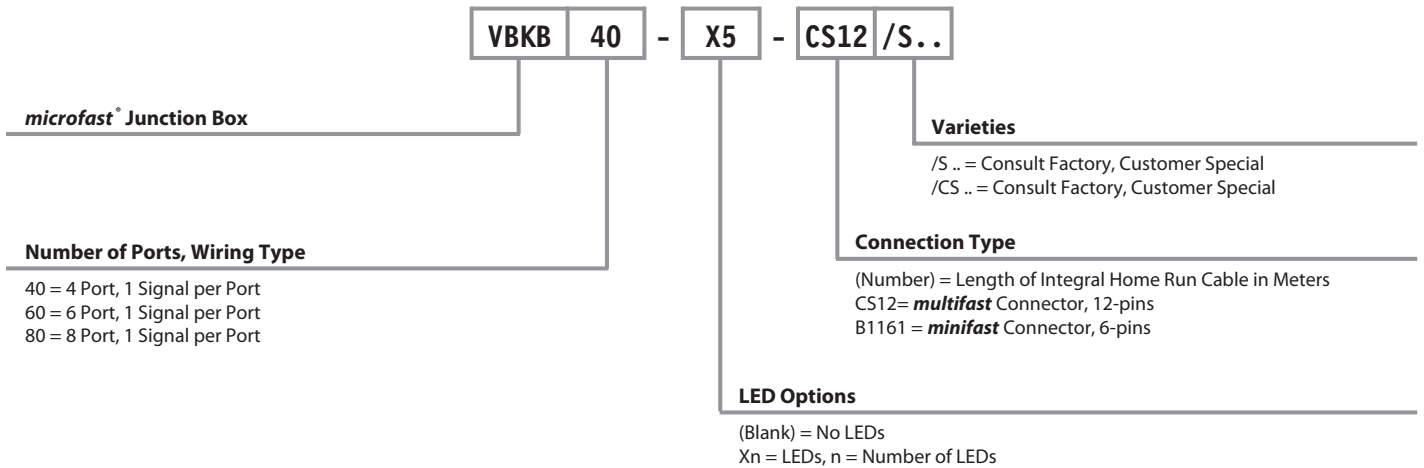 VBKB 40 - X5 - CS12 /S..
microfast® Junction Box
Varieties
/S .. = Consult Factory, Customer Special
/CS .. = Consult Factory, Customer Special
Number of Ports, Wiring Type
40 = 4 Port, 1 Signal per Port
60 = 6 Port, 1 Signal per Port
80 = 8 Port, 1 Signal per Port
Connection Type
(Number) = Length of Integral Home Run Cable in Meters
CS12= multifast Connector, 12-pins
B1161 = minifast Connector, 6-pins
LED Options
(Blank) = No LEDs
Xn = LEDs, n = Number of LEDs